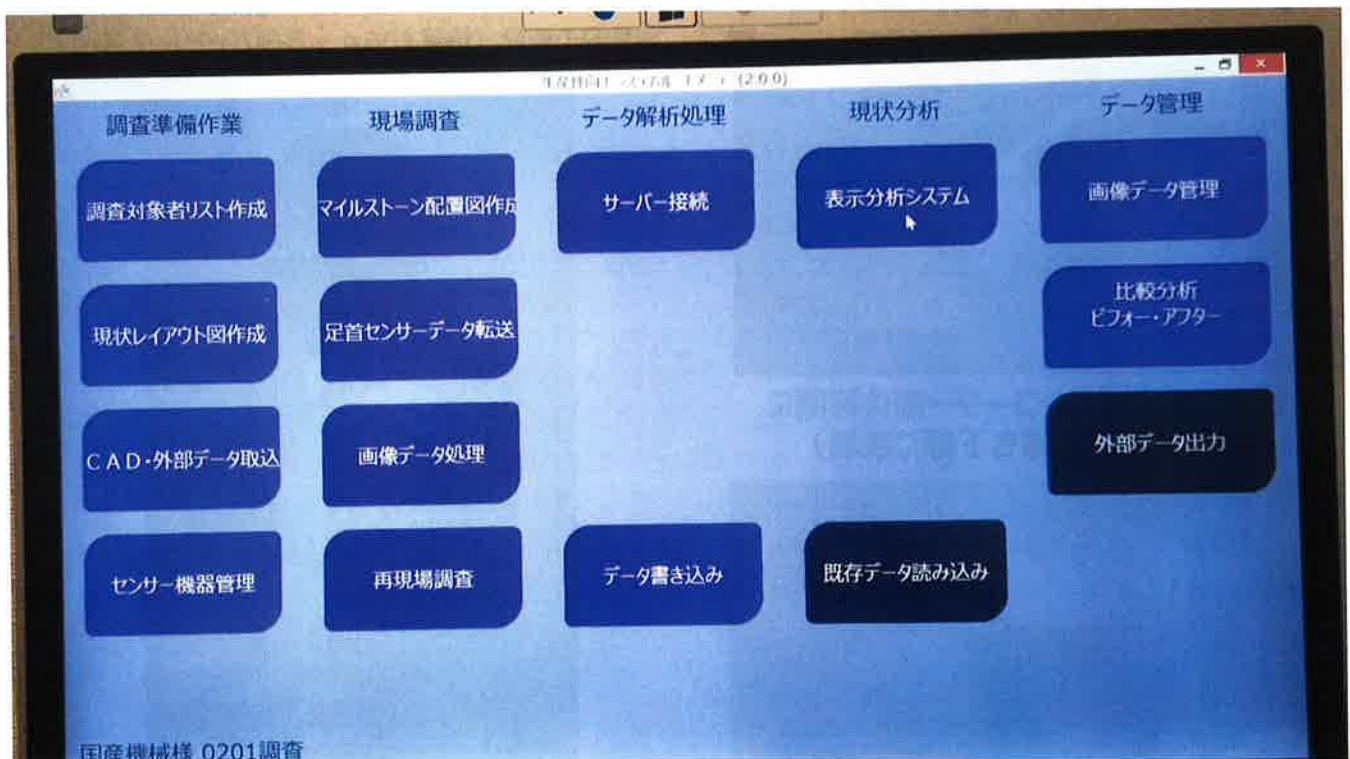 (2.0.0)
調査準備作業
現場調査
データ解析処理
現状分析
データ管理
調査対象者リスト作成
マイルストーン配置図作成
サーバー接続
表示分析システム
画像データ管理
現状レイアウト図作成
足首センサーデータ転送
比較分析
ビフォー・アフター
CAD・外部データ取込
画像データ処理
外部データ出力
センサー機器管理
再現場調査
データ書き込み
既存データ読み込み
国産機械様 0201調査